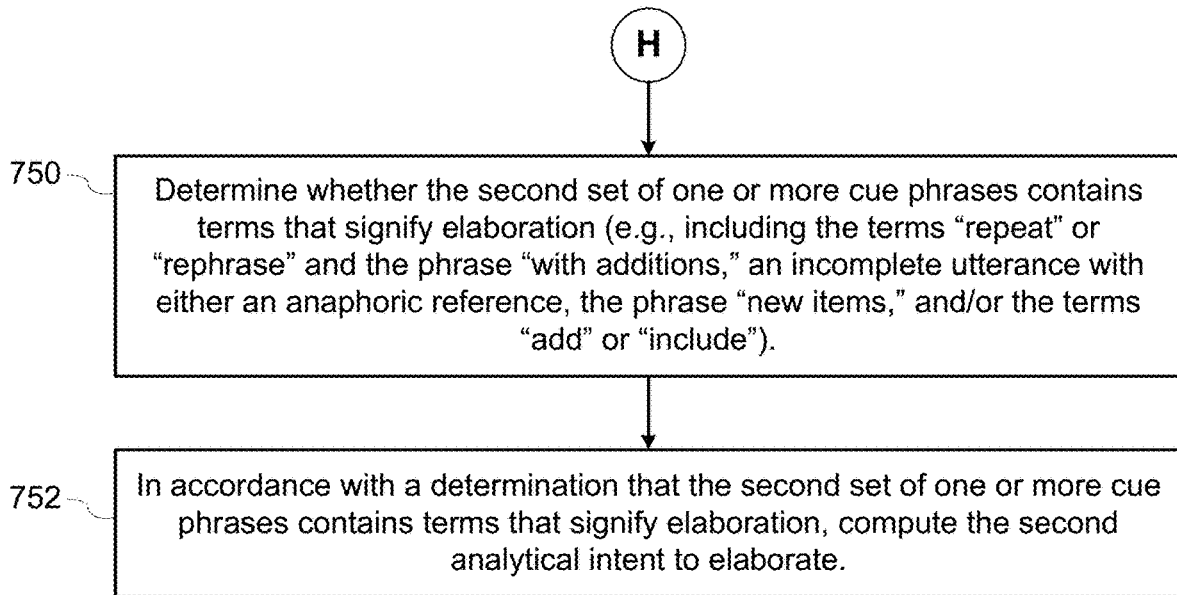 H
750
Determine whether the second set of one or more cue phrases contains
terms that signify elaboration (e.g., including the terms “repeat” or
“rephrase” and the phrase “with additions,” an incomplete utterance with
either an anaphoric reference, the phrase “new items,” and/or the terms
“add” or “include”).
752
In accordance with a determination that the second set of one or more cue
phrases contains terms that signify elaboration, compute the second
analytical intent to elaborate.